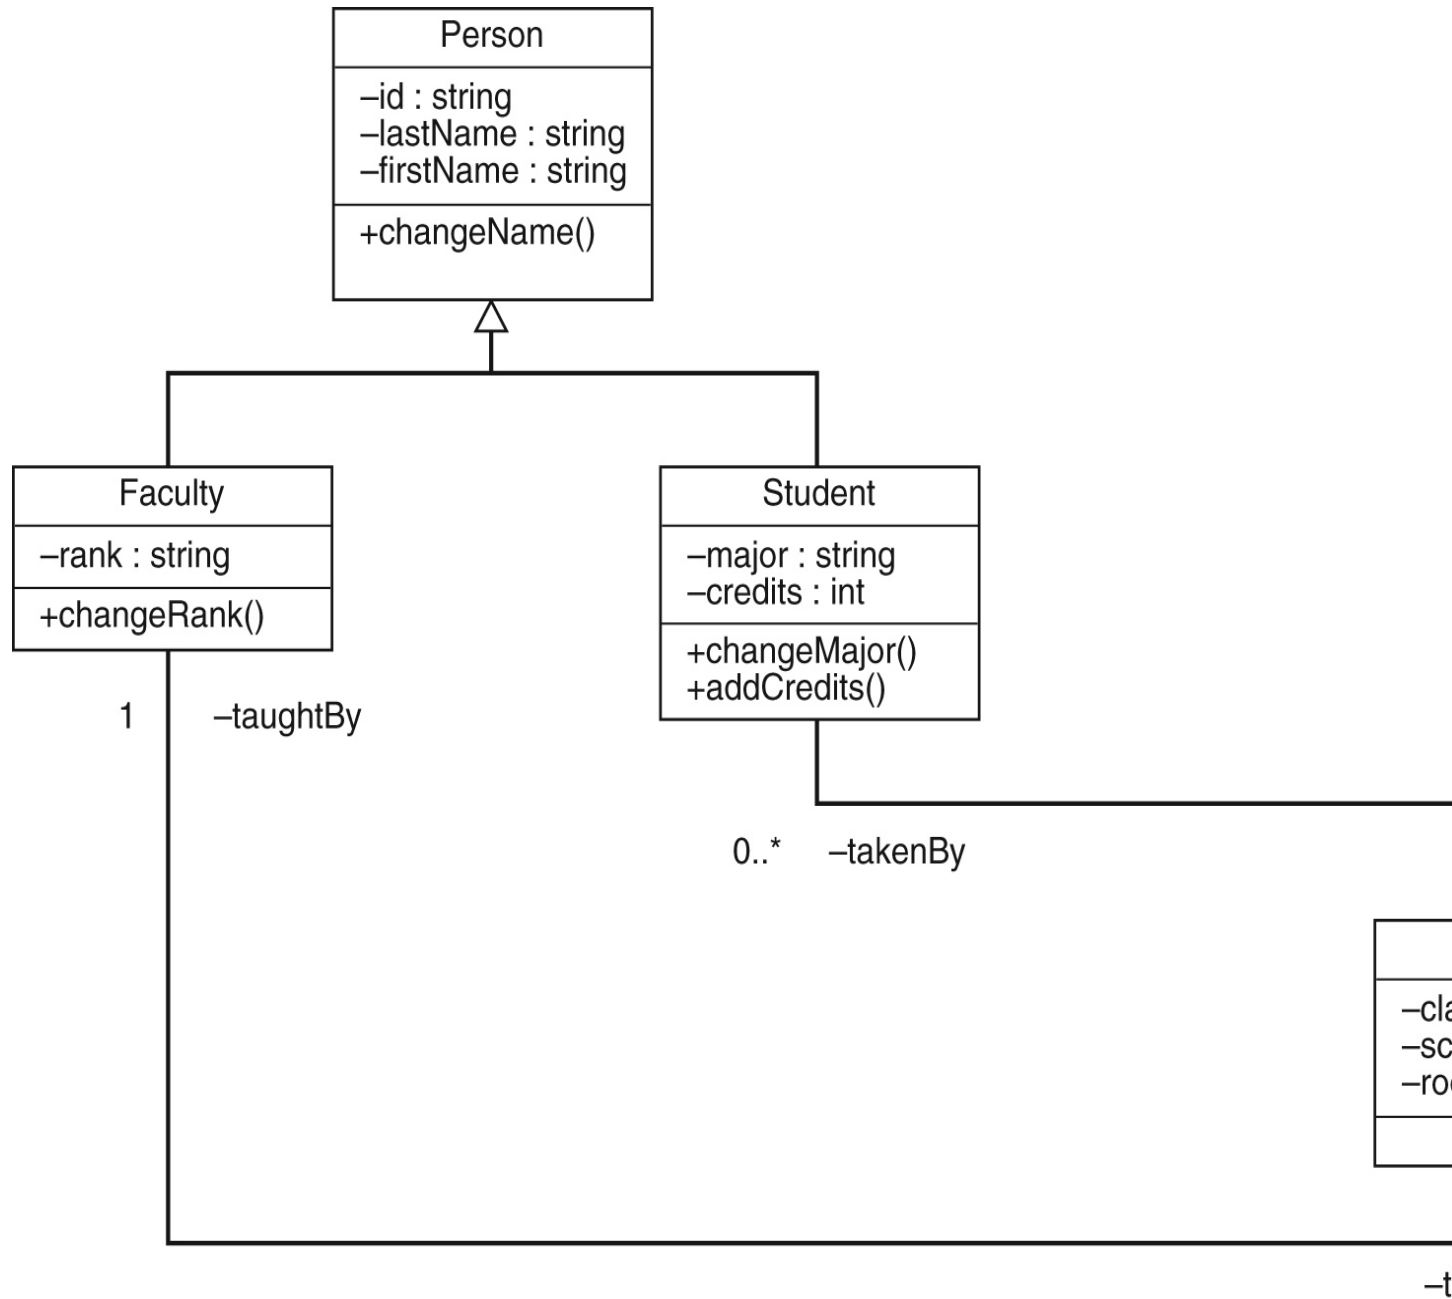 Person
–id : string
–lastName : string
–firstName : string
+changeName()
Faculty
–rank : string
+changeRank()
Student
–major : string
–credits : int
+changeMajor()
+addCredits()
1 –taughtBy
0..* –takenBy